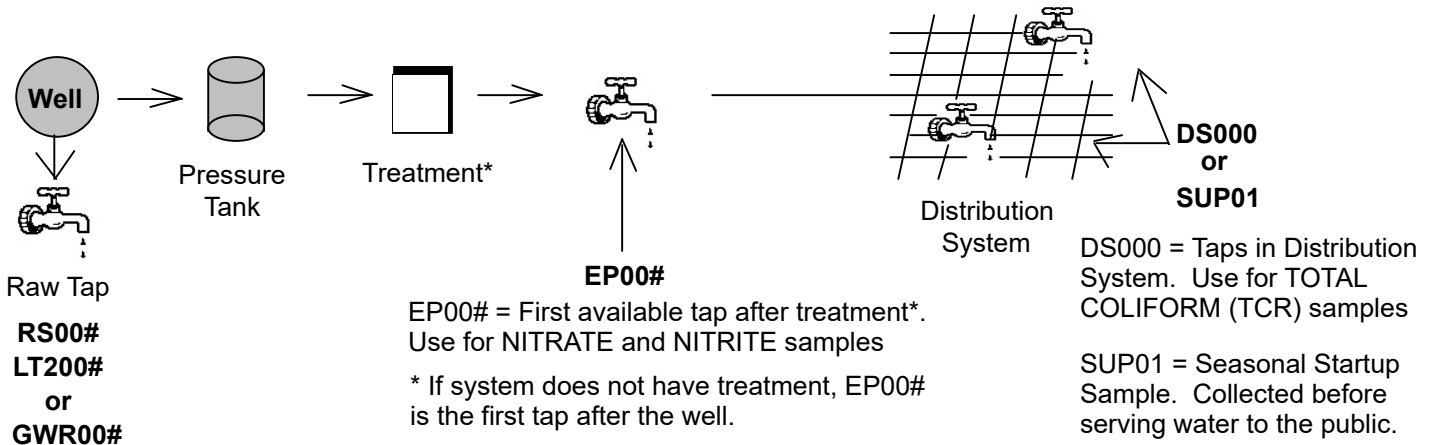 Well
Pressure
Tank
Treatment*
Raw Tap
RS00#
LT200#
or
GWR00#
EP00#
EP00# = First available tap after treatment*.
Use for NITRATE and NITRITE samples
* If system does not have treatment, EP00#
is the first tap after the well.
Distribution
System
DS000
or
SUP01
DS000 = Taps in Distribution
System. Use for TOTAL
COLIFORM (TCR) samples
SUP01 = Seasonal Startup
Sample. Collected before
serving water to the public.